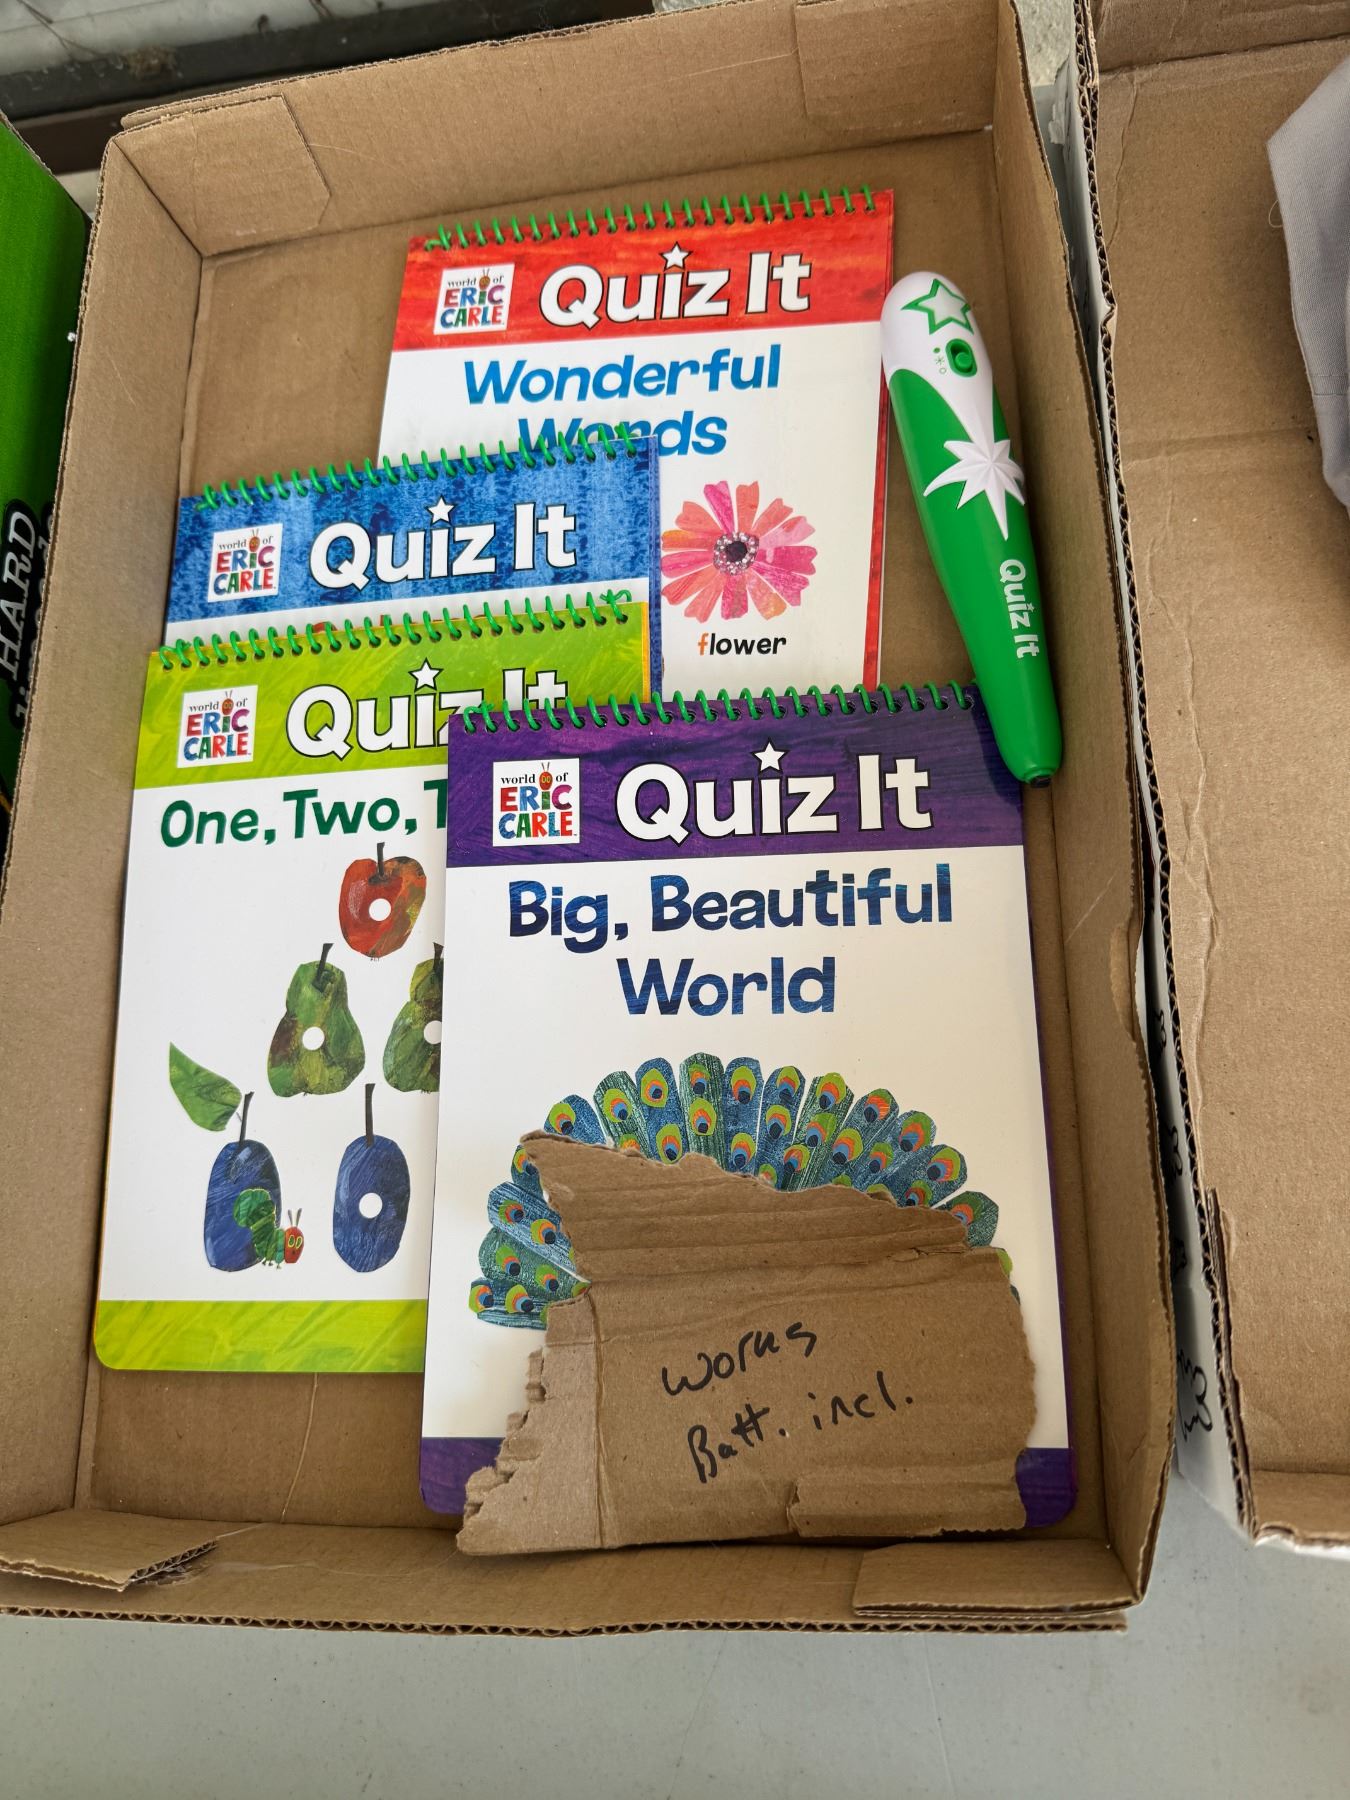 world of
ERiC
CARLE
Quiz It
Wonderful
Words
flower
Quiz It
world of
ERiC
CARLE
Quiz It
world of
ERiC
CARLE
Quiz It
One, Two, T
world of
ERiC
CARLE
Quiz It
Big, Beautiful
World
works
Batt. incl.
HARD